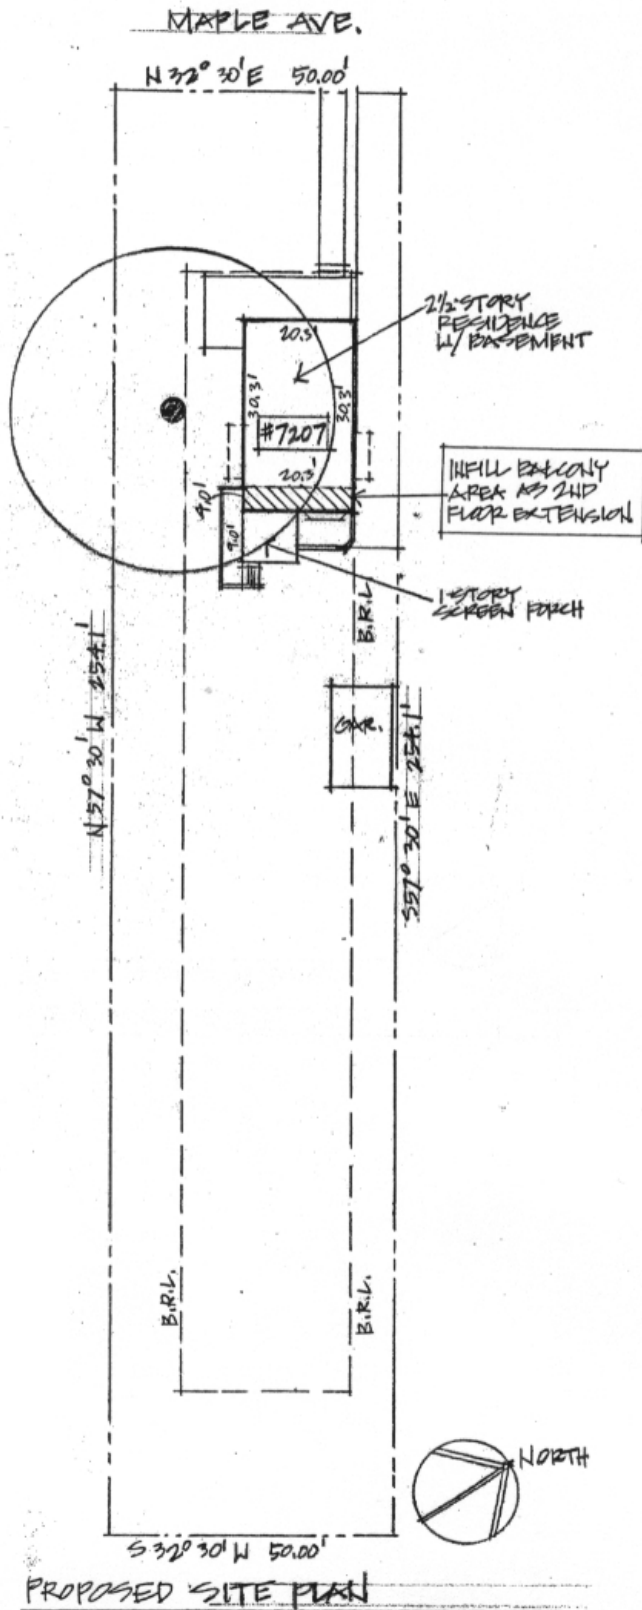 MAPLE AVE.
N 32° 30' E 50.00'
2½ STORY
RESIDENCE
W/ BASEMENT
20.3'
30.3'
30.3'
#7207
20.3'
INFILL BALCONY
AREA AS 2ND
FLOOR EXTENSION
4.0'
9.0'
1-STORY
SCREEN PORCH
B.R.L.
N 57° 30' W 254.1'
GAR.
S 57° 30' E 254.1'
B.R.L.
B.R.L.
NORTH
S 32° 30' W 50.00'
PROPOSED SITE PLAN